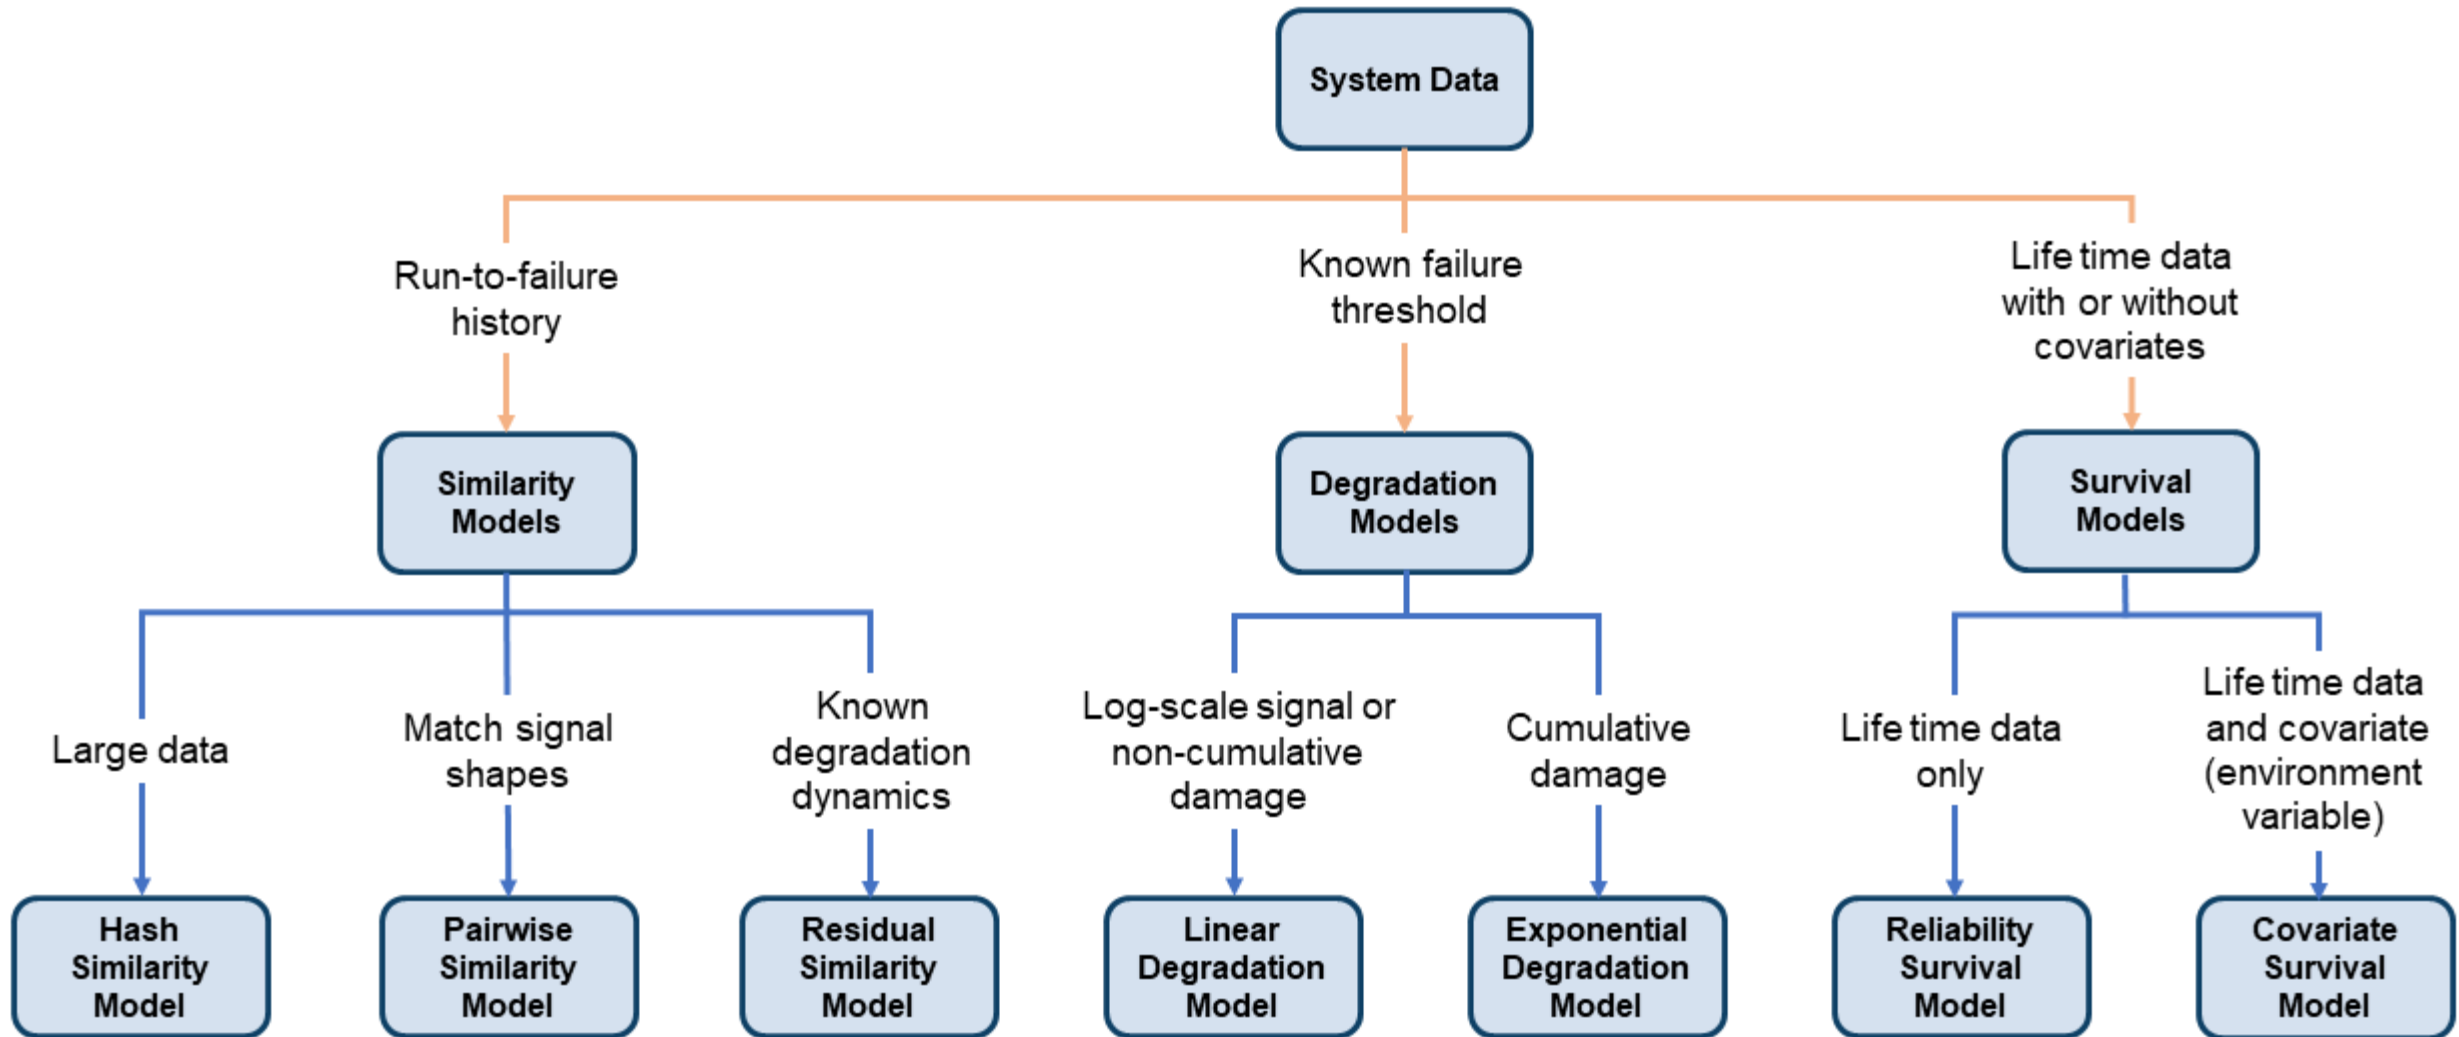 System Data
Run-to-failure
history
Known failure
threshold
Life time data
with or without
covariates
Similarity
Models
Degradation
Models
Survival
Models
Large data
Match signal
shapes
Known
degradation
dynamics
Log-scale signal or
non-cumulative
damage
Cumulative
damage
Life time data
only
Life time data
and covariate
(environment
variable)
Hash
Similarity
Model
Pairwise
Similarity
Model
Residual
Similarity
Model
Linear
Degradation
Model
Exponential
Degradation
Model
Reliability
Survival
Model
Covariate
Survival
Model